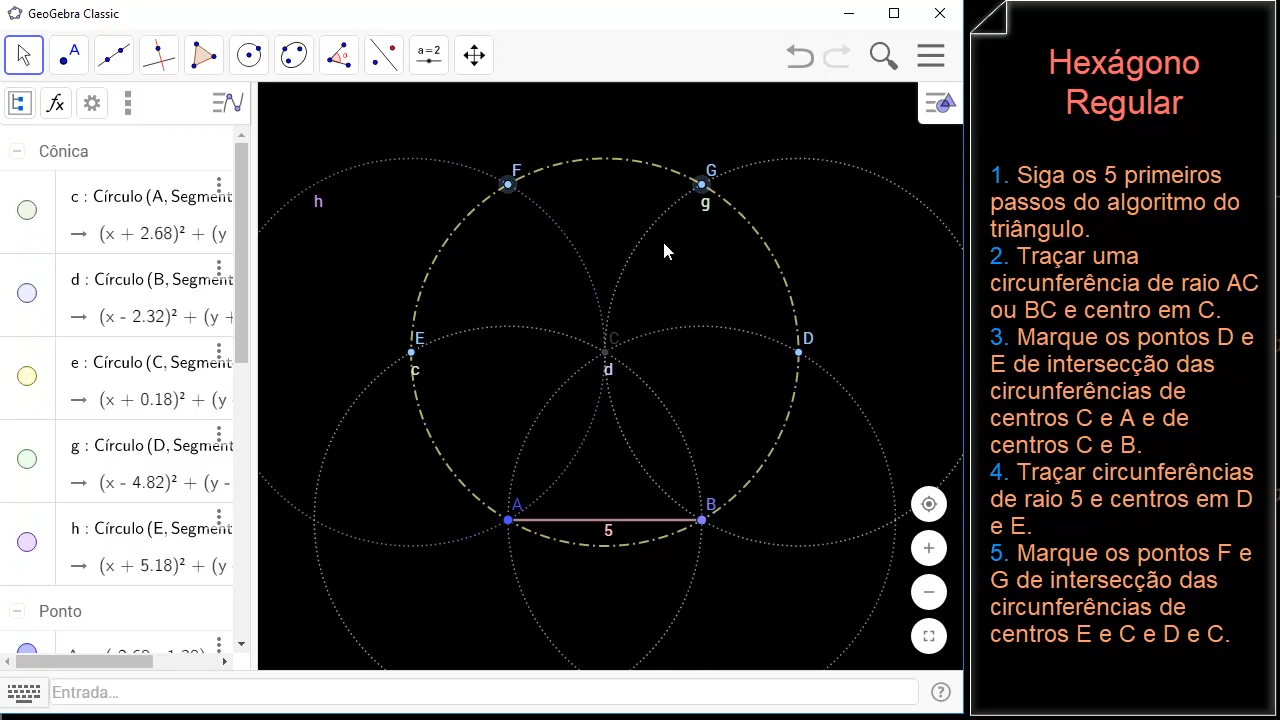 GeoGebra Classic
A
a=2
fx
Cônica
c : Círculo(A, Segment
→ (x + 2.68)² + (y
d : Círculo(B, Segment
→ (x - 2.32)² + (y +
e : Círculo(C, Segment
→ (x + 0.18)² + (y
g : Círculo(D, Segment
→ (x - 4.82)² + (y -
h : Círculo(E, Segment
→ (x + 5.18)² + (y
Ponto
F
G
h
g
E
C
D
c
d
A
B
5
Entrada...
Hexágono
Regular
1. Siga os 5 primeiros
passos do algoritmo do
triângulo.
2. Traçar uma
circunferência de raio AC
ou BC e centro em C.
3. Marque os pontos D e
E de intersecção das
circunferências de
centros C e A e de
centros C e B.
4. Traçar circunferências
de raio 5 e centros em D
e E.
5. Marque os pontos F e
G de intersecção das
circunferências de
centros E e C e D e C.